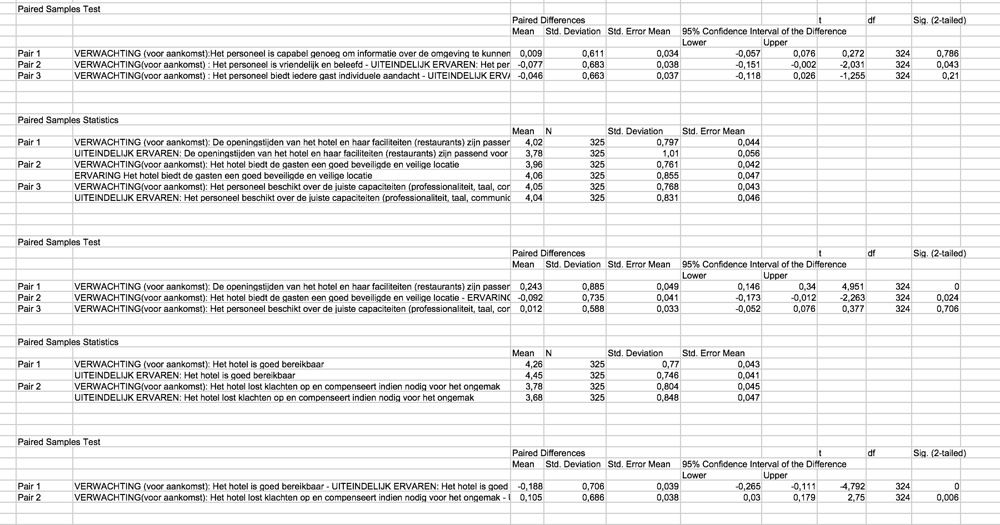 Paired Samples Test
Paired Differences t df Sig. (2-tailed)
Mean Std. Deviation Std. Error Mean 95% Confidence Interval of the Difference
Lower Upper
Pair 1 VERWACHTING (voor aankomst):Het personeel is capabel genoeg om informatie over de omgeving te kunnen 0,009 0,611 0,034 -0,057 0,076 0,272 324 0,786
Pair 2 VERWACHTING(voor aankomst) : Het personeel is vriendelijk en beleefd - UITEINDELIJK ERVAREN: Het per -0,077 0,683 0,038 -0,151 -0,002 -2,031 324 0,043
Pair 3 VERWACHTING(voor aankomst) : Het personeel biedt iedere gast individuele aandacht - UITEINDELIJK ERVA -0,046 0,663 0,037 -0,118 0,026 -1,255 324 0,21
Paired Samples Statistics
Mean N Std. Deviation Std. Error Mean
Pair 1 VERWACHTING (voor aankomst): De openingstijden van het hotel en haar faciliteiten (restaurants) zijn passer 4,02 325 0,797 0,044
UITEINDELIJK ERVAREN: De openingstijden van het hotel en haar faciliteiten (restaurants) zijn passend voor 3,78 325 1,01 0,056
Pair 2 VERWACHTING(voor aankomst): Het hotel biedt de gasten een goed beveiligde en veilige locatie 3,96 325 0,761 0,042
ERVARING Het hotel biedt de gasten een goed beveiligde en veilige locatie 4,06 325 0,855 0,047
Pair 3 VERWACHTING(voor aankomst): Het personeel beschikt over de juiste capaciteiten (professionaliteit, taal, cor 4,05 325 0,768 0,043
UITEINDELIJK ERVAREN: Het personeel beschikt over de juiste capaciteiten (professionaliteit, taal, communic 4,04 325 0,831 0,046
Paired Samples Test
Paired Differences t df Sig. (2-tailed)
Mean Std. Deviation Std. Error Mean 95% Confidence Interval of the Difference
Lower Upper
Pair 1 VERWACHTING (voor aankomst): De openingstijden van het hotel en haar faciliteiten (restaurants) zijn passer 0,243 0,885 0,049 0,146 0,34 4,951 324 0
Pair 2 VERWACHTING(voor aankomst): Het hotel biedt de gasten een goed beveiligde en veilige locatie - ERVARING -0,092 0,735 0,041 -0,173 -0,012 -2,263 324 0,024
Pair 3 VERWACHTING(voor aankomst): Het personeel beschikt over de juiste capaciteiten (professionaliteit, taal, cor 0,012 0,588 0,033 -0,052 0,076 0,377 324 0,706
Paired Samples Statistics
Mean N Std. Deviation Std. Error Mean
Pair 1 VERWACHTING (voor aankomst): Het hotel is goed bereikbaar 4,26 325 0,77 0,043
UITEINDELIJK ERVAREN: Het hotel is goed bereikbaar 4,45 325 0,746 0,041
Pair 2 VERWACHTING(voor aankomst): Het hotel lost klachten op en compenseert indien nodig voor het ongemak 3,78 325 0,804 0,045
UITEINDELIJK ERVAREN: Het hotel lost klachten op en compenseert indien nodig voor het ongemak 3,68 325 0,848 0,047
Paired Samples Test
Paired Differences t df Sig. (2-tailed)
Mean Std. Deviation Std. Error Mean 95% Confidence Interval of the Difference
Lower Upper
Pair 1 VERWACHTING (voor aankomst): Het hotel is goed bereikbaar - UITEINDELIJK ERVAREN: Het hotel is goed -0,188 0,706 0,039 -0,265 -0,111 -4,792 324 0
Pair 2 VERWACHTING(voor aankomst): Het hotel lost klachten op en compenseert indien nodig voor het ongemak - 0,105 0,686 0,038 0,03 0,179 2,75 324 0,006